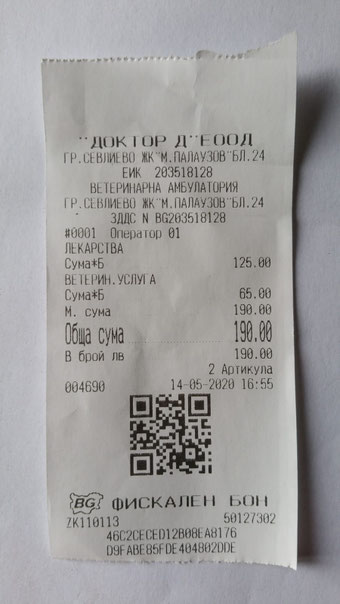 "ДОКТОР Д"ЕООД
ГР.СЕВЛИЕВО ЖК"М.ПАЛАУЗОВ"БЛ.24
ЕИК 203518128
ВЕТЕРИНАРНА АМБУЛАТОРИЯ
ГР.СЕВЛИЕВО ЖК"М.ПАЛАУЗОВ"БЛ.24
ЗДДС N BG203518128
#0001 Оператор 01
ЛЕКАРСТВА
Сума*Б 125.00
ВЕТЕРИН.УСЛУГА
Сума*Б 65.00
М. сума 190.00
Обща сума 190.00
В брой лв 190.00
2 Артикула
004690 14-05-2020 16:55
BG ФИСКАЛЕН БОН
ZK110113 50127302
46C2CECED12B08EA8176
D9FABE85FDE404802DDE